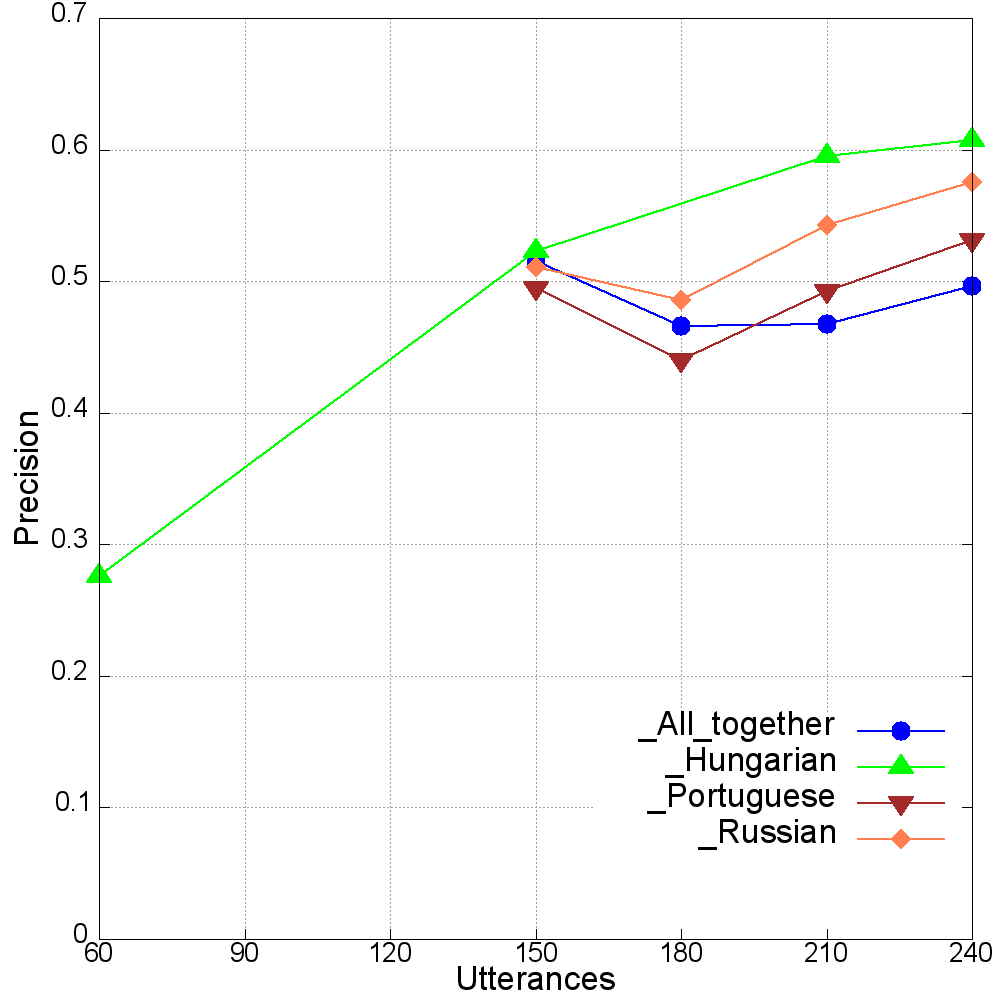 0.7
0.6
0.5
0.4
0.3
0.2
0.1
0
Precision
_All_together
_Hungarian
_Portuguese
_Russian
60 90 120 150 180 210 240
Utterances